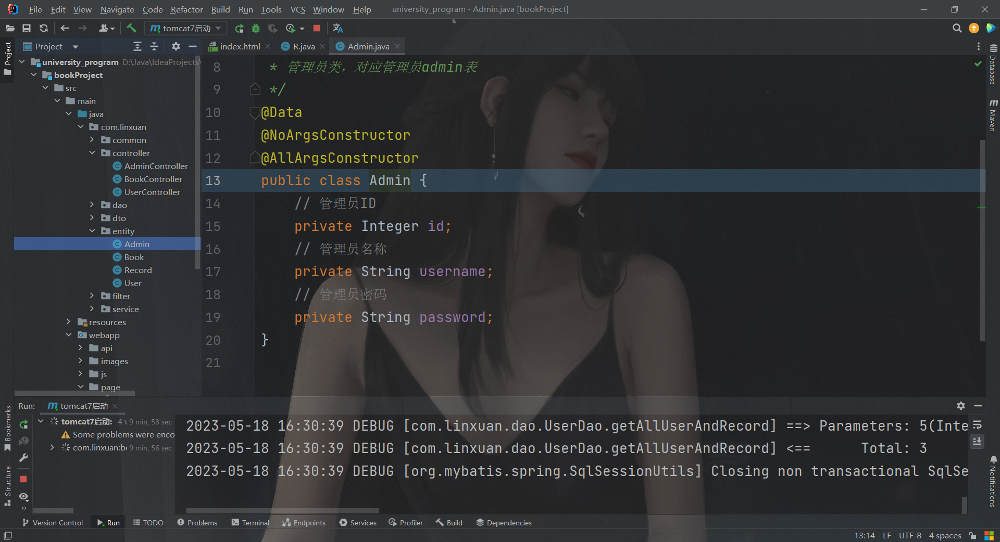 File Edit View Navigate Code Refactor Build Run Tools VCS Window Help university_program - Admin.java [bookProject]
tomcat7启动
Project
index.html R.java Admin.java
Project
university_program D:\Java\IdeaProjects\
bookProject
src
main
java
com.linxuan
common
controller
AdminController
BookController
UserController
dao
dto
entity
Admin
Book
Record
User
filter
service
resources
webapp
api
images
js
page
8 * 管理员类，对应管理员admin表
9 */
10 @Data
11 @NoArgsConstructor
12 @AllArgsConstructor
13 public class Admin {
14 // 管理员ID
15 private Integer id;
16 // 管理员名称
17 private String username;
18 // 管理员密码
19 private String password;
20 }
21
Database
Maven
Notifications
Bookmarks
Structure
Run: tomcat7启动
tomcat7启动: 9 min, 58 sec
Some problems were enco
com.linxuan:b 9 min, 56 sec
2023-05-18 16:30:39 DEBUG [com.linxuan.dao.UserDao.getAllUserAndRecord] ==> Parameters: 5(Inte
2023-05-18 16:30:39 DEBUG [com.linxuan.dao.UserDao.getAllUserAndRecord] <== Total: 3
2023-05-18 16:30:39 DEBUG [org.mybatis.spring.SqlSessionUtils] Closing non transactional SqlSe
Version Control Run TODO Problems Terminal Endpoints Services Profiler Build Dependencies
13:14 LF UTF-8 4 spaces